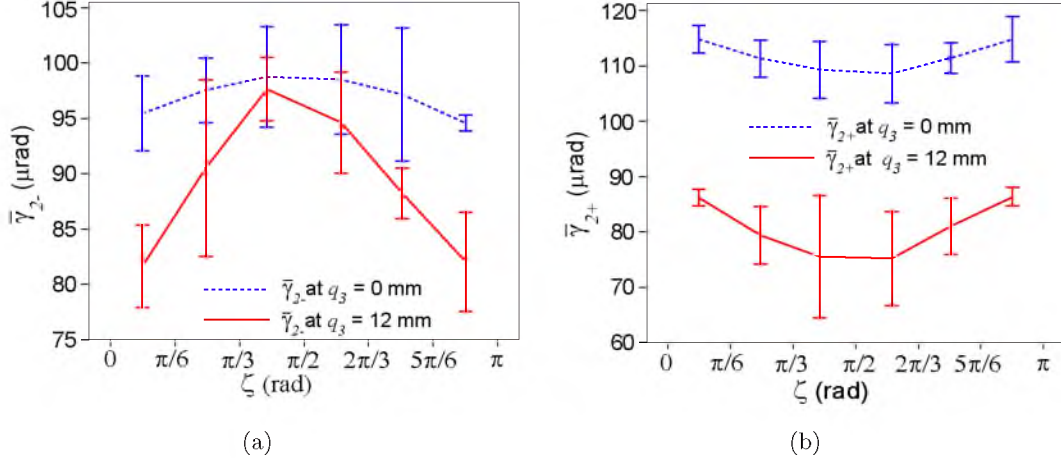 105
100
95
90
85
80
75
γ̄₂₋ (μrad)
γ̄₂₋ at q₃ = 0 mm
γ̄₂₋ at q₃ = 12 mm
0 π/6 π/3 π/2 2π/3 5π/6 π
ζ (rad)
(a)
120
110
100
90
80
70
60
γ̄₂₊ (μrad)
γ̄₂₊ at q₃ = 0 mm
γ̄₂₊ at q₃ = 12 mm
0 π/6 π/3 π/2 2π/3 5π/6 π
ζ (rad)
(b)